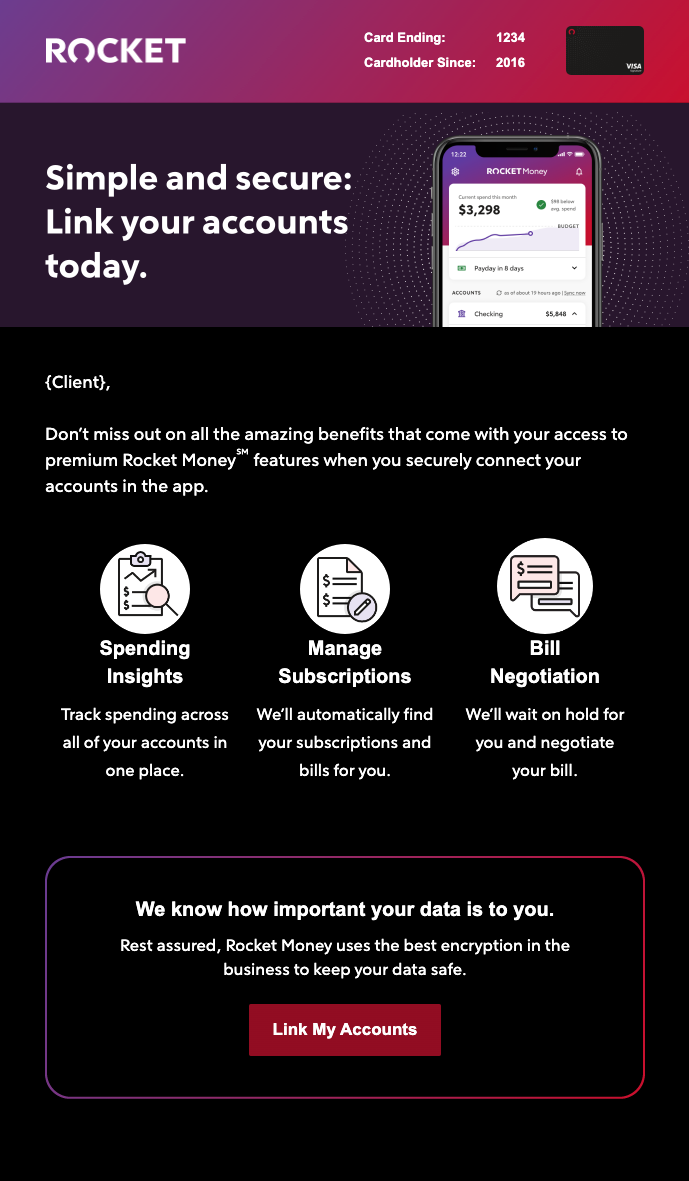 ROCKET
Card Ending: 1234
Cardholder Since: 2016
VISA
Signature
Simple and secure:
Link your accounts
today.
12:22
ROCKET Money
Current spend this month
$3,298
$98 below
avg. spend
BUDGET
Payday in 8 days
ACCOUNTS
as of about 19 hours ago | Sync now
Checking $5,848
{Client},
Don’t miss out on all the amazing benefits that come with your access to
premium Rocket Money℠ features when you securely connect your
accounts in the app.
$
$
$
$
$
Spending
Insights
Manage
Subscriptions
Bill
Negotiation
Track spending across
all of your accounts in
one place.
We’ll automatically find
your subscriptions and
bills for you.
We’ll wait on hold for
you and negotiate
your bill.
We know how important your data is to you.
Rest assured, Rocket Money uses the best encryption in the
business to keep your data safe.
Link My Accounts